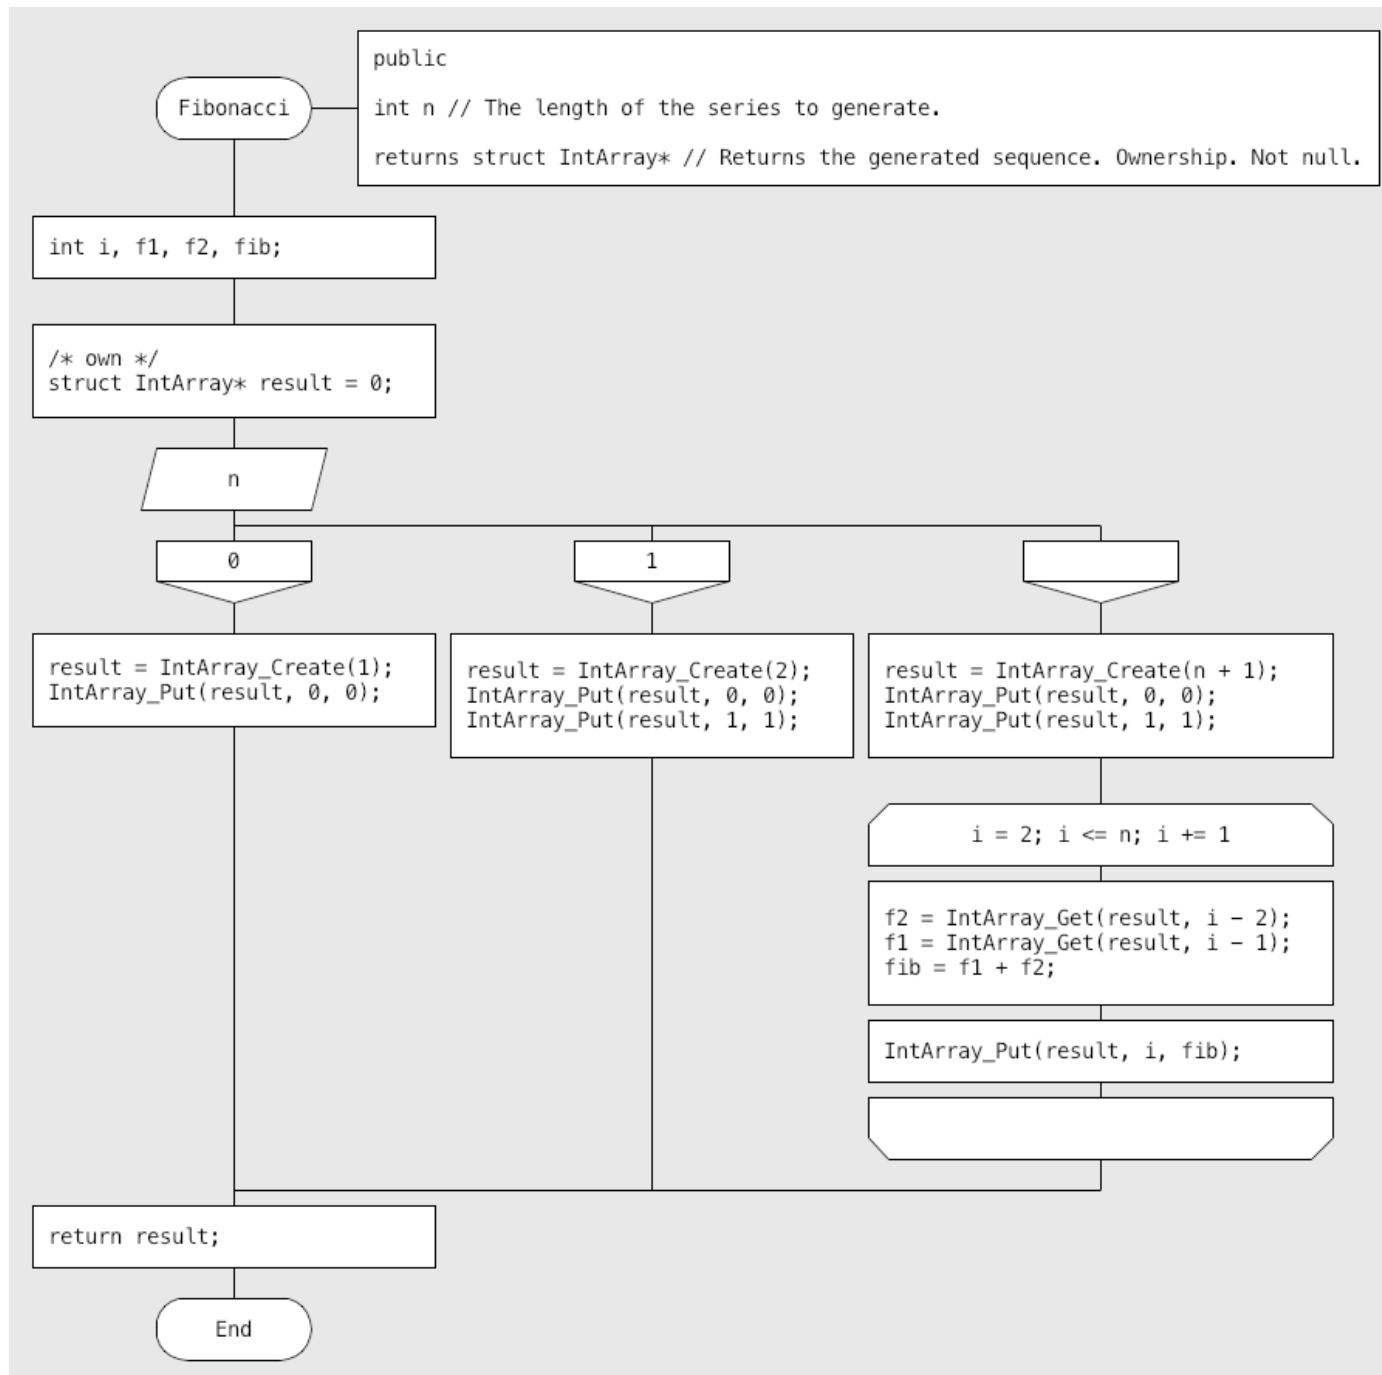 Fibonacci
public
int n // The length of the series to generate.
returns struct IntArray* // Returns the generated sequence. Ownership. Not null.
int i, f1, f2, fib;
/* own */
struct IntArray* result = 0;
n
0
result = IntArray_Create(1);
IntArray_Put(result, 0, 0);
1
result = IntArray_Create(2);
IntArray_Put(result, 0, 0);
IntArray_Put(result, 1, 1);
result = IntArray_Create(n + 1);
IntArray_Put(result, 0, 0);
IntArray_Put(result, 1, 1);
i = 2; i <= n; i += 1
f2 = IntArray_Get(result, i - 2);
f1 = IntArray_Get(result, i - 1);
fib = f1 + f2;
IntArray_Put(result, i, fib);
return result;
End